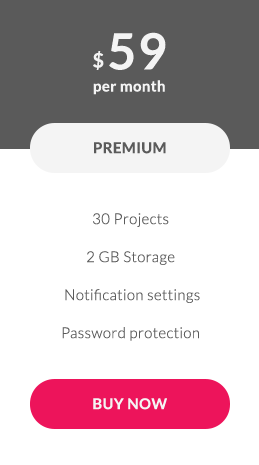 $59
per month
PREMIUM
30 Projects
2 GB Storage
Notification settings
Password protection
BUY NOW